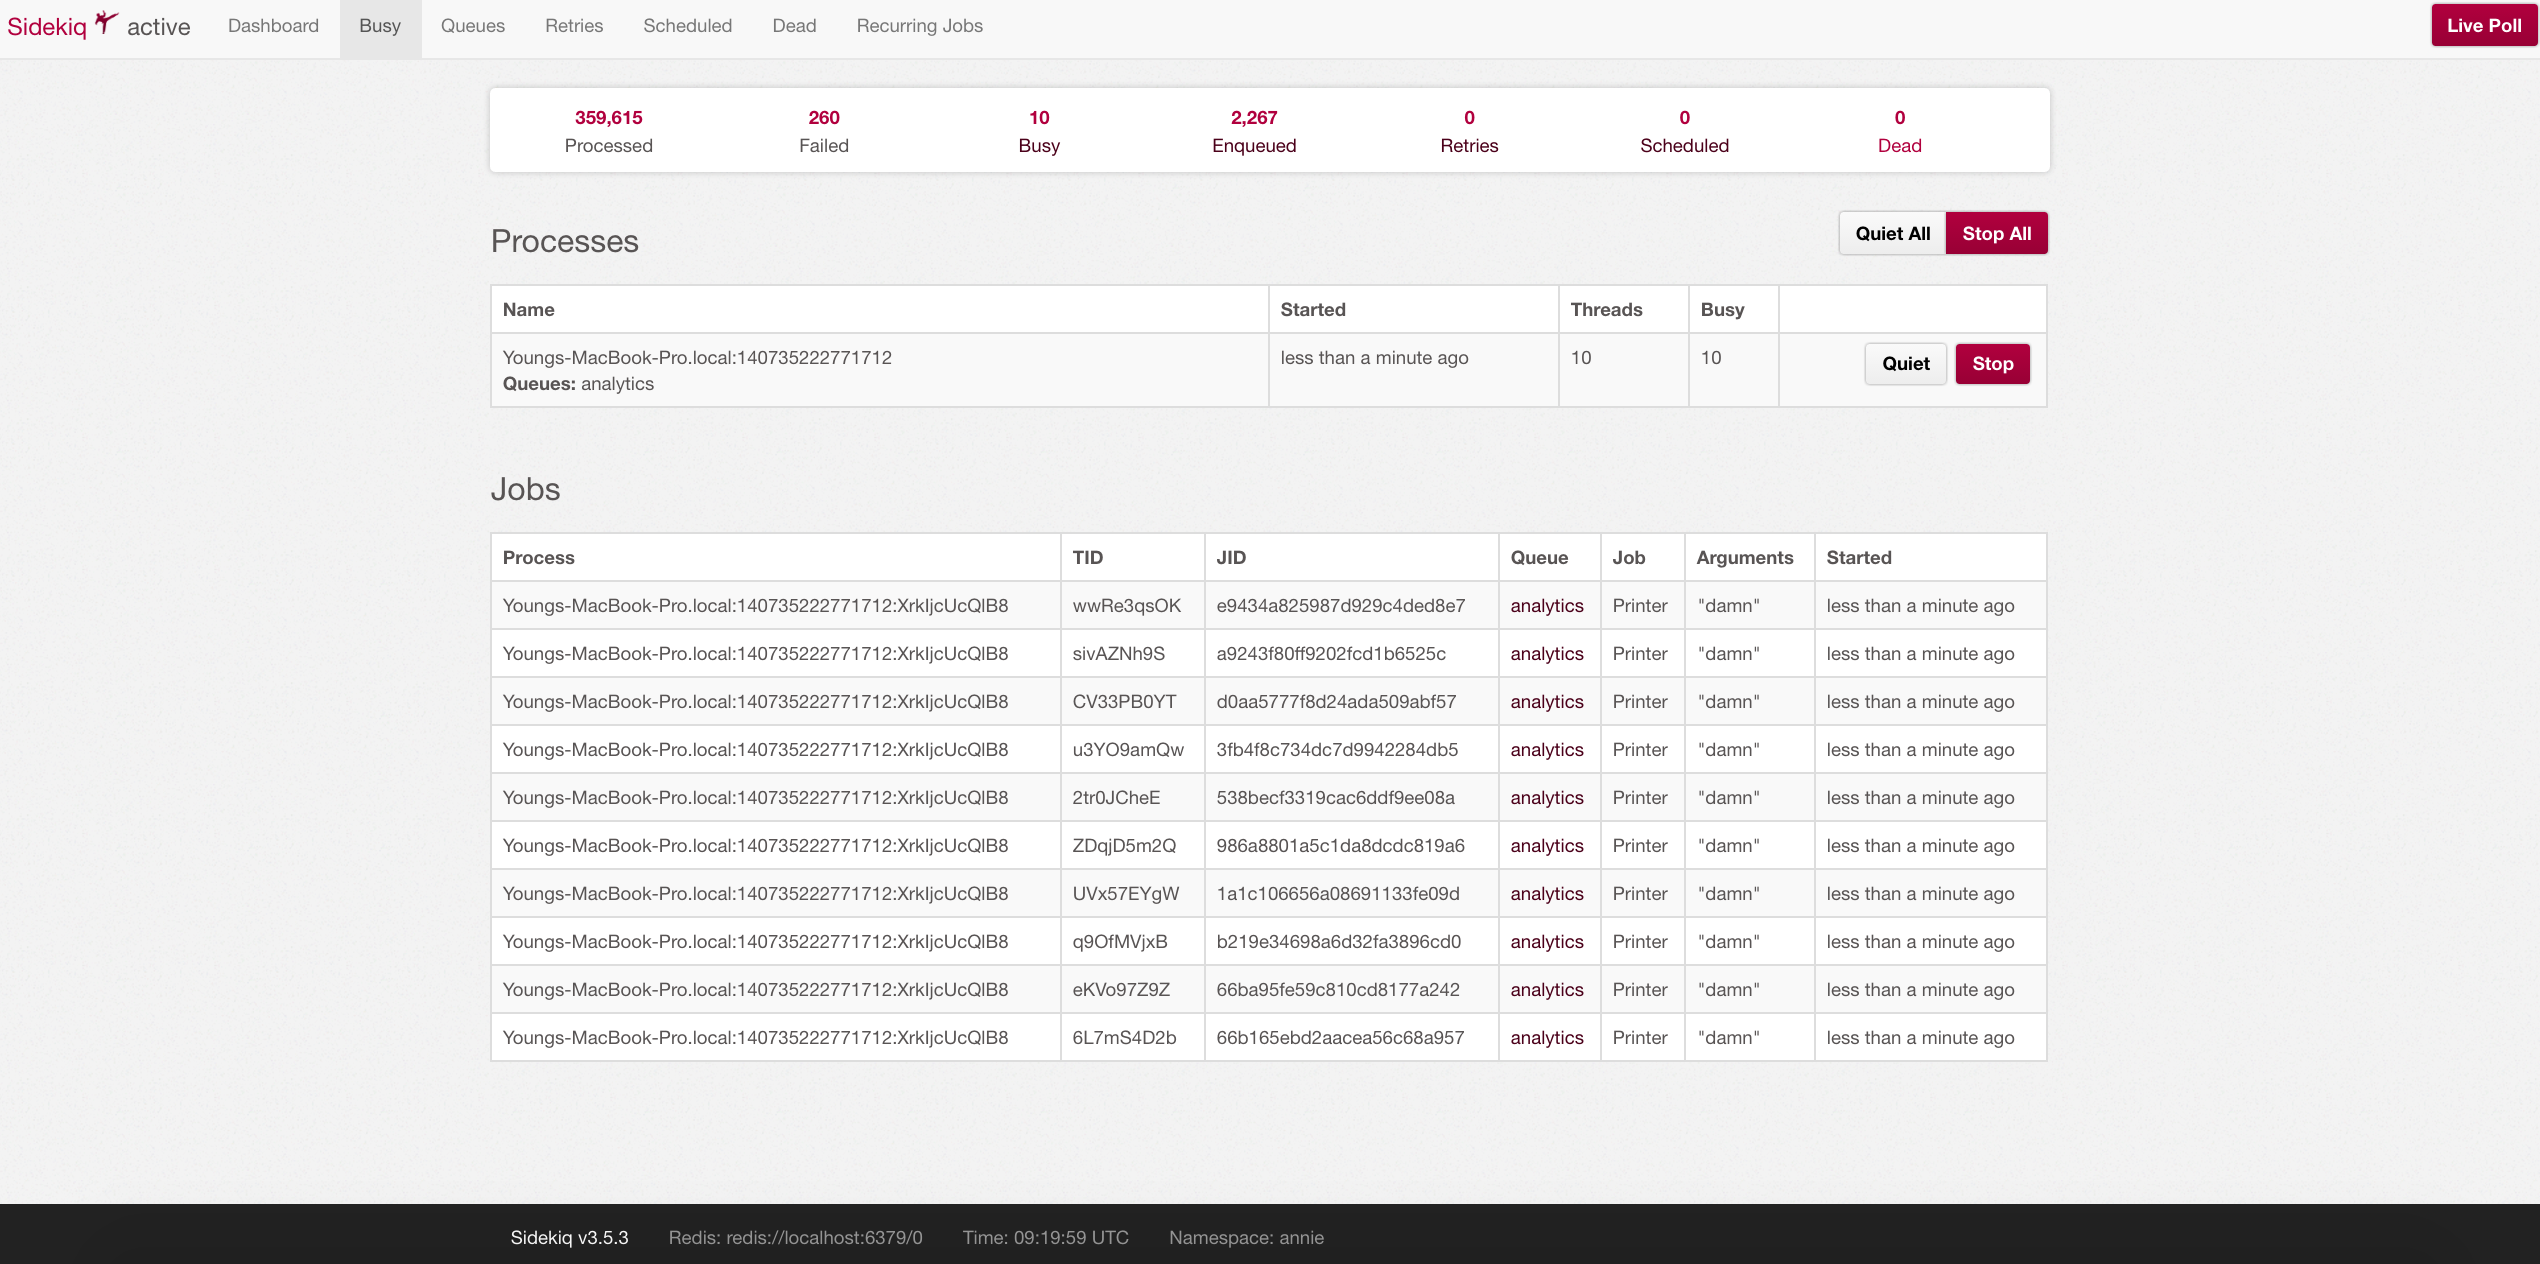 Sidekiq active Dashboard Busy Queues Retries Scheduled Dead Recurring Jobs Live Poll
359,615 260 10 2,267 0 0 0
Processed Failed Busy Enqueued Retries Scheduled Dead
Processes Quiet All Stop All
Name Started Threads Busy
Youngs-MacBook-Pro.local:140735222771712 less than a minute ago 10 10 Quiet Stop
Queues: analytics
Jobs
Process TID JID Queue Job Arguments Started
Youngs-MacBook-Pro.local:140735222771712:XrkIjcUcQlB8 wwRe3qsOK e9434a825987d929c4ded8e7 analytics Printer "damn" less than a minute ago
Youngs-MacBook-Pro.local:140735222771712:XrkIjcUcQlB8 sivAZNh9S a9243f80ff9202fcd1b6525c analytics Printer "damn" less than a minute ago
Youngs-MacBook-Pro.local:140735222771712:XrkIjcUcQlB8 CV33PB0YT d0aa5777f8d24ada509abf57 analytics Printer "damn" less than a minute ago
Youngs-MacBook-Pro.local:140735222771712:XrkIjcUcQlB8 u3YO9amQw 3fb4f8c734dc7d9942284db5 analytics Printer "damn" less than a minute ago
Youngs-MacBook-Pro.local:140735222771712:XrkIjcUcQlB8 2tr0JCheE 538becf3319cac6ddf9ee08a analytics Printer "damn" less than a minute ago
Youngs-MacBook-Pro.local:140735222771712:XrkIjcUcQlB8 ZDqjD5m2Q 986a8801a5c1da8dcdc819a6 analytics Printer "damn" less than a minute ago
Youngs-MacBook-Pro.local:140735222771712:XrkIjcUcQlB8 UVx57EYgW 1a1c106656a08691133fe09d analytics Printer "damn" less than a minute ago
Youngs-MacBook-Pro.local:140735222771712:XrkIjcUcQlB8 q9OfMVjxB b219e34698a6d32fa3896cd0 analytics Printer "damn" less than a minute ago
Youngs-MacBook-Pro.local:140735222771712:XrkIjcUcQlB8 eKVo97Z9Z 66ba95fe59c810cd8177a242 analytics Printer "damn" less than a minute ago
Youngs-MacBook-Pro.local:140735222771712:XrkIjcUcQlB8 6L7mS4D2b 66b165ebd2aacea56c68a957 analytics Printer "damn" less than a minute ago
Sidekiq v3.5.3 Redis: redis://localhost:6379/0 Time: 09:19:59 UTC Namespace: annie